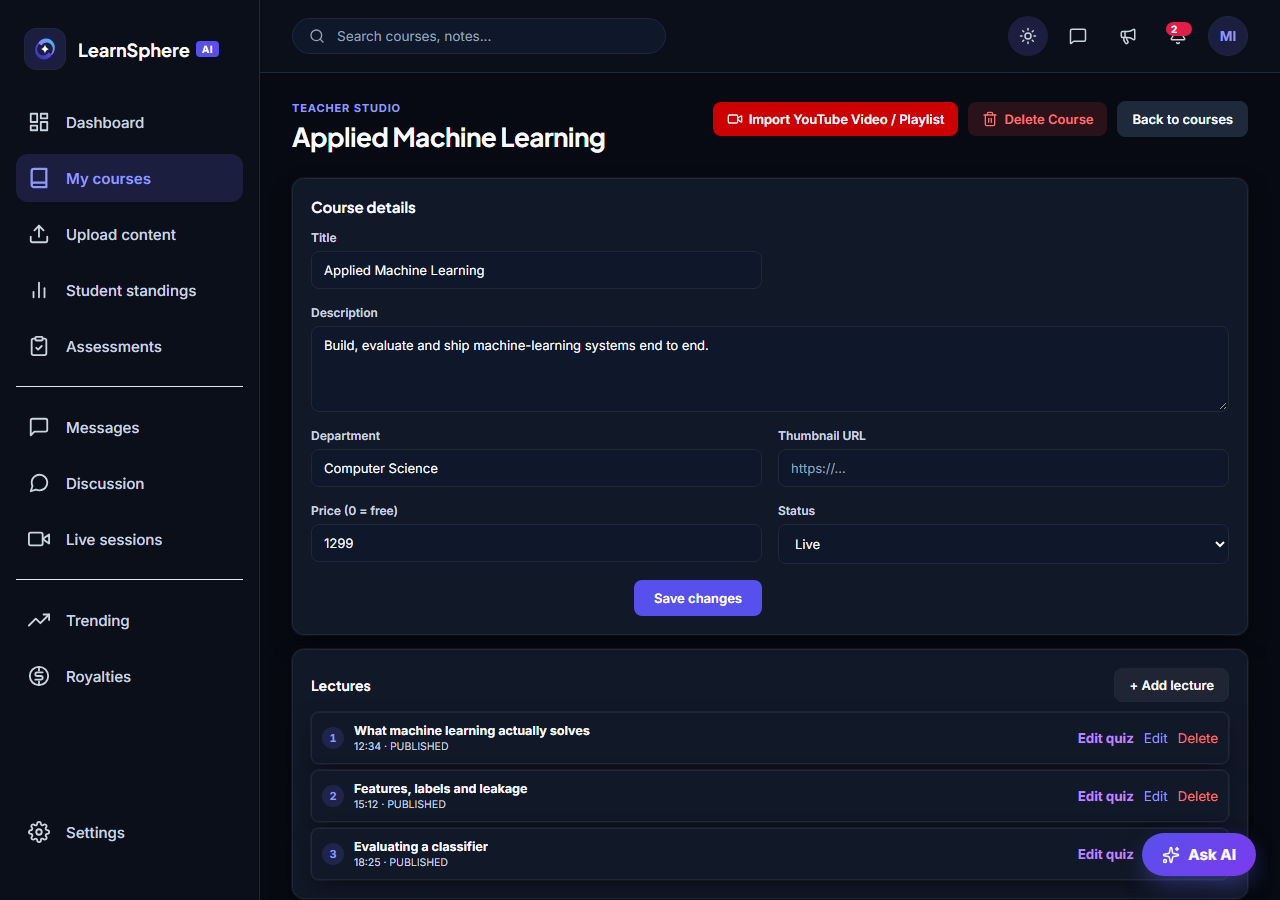 LearnSphere AI
Search courses, notes...
2
MI
Dashboard
My courses
Upload content
Student standings
Assessments
Messages
Discussion
Live sessions
Trending
Royalties
Settings
TEACHER STUDIO
Applied Machine Learning
Import YouTube Video / Playlist
Delete Course
Back to courses
Course details
Title
Applied Machine Learning
Description
Build, evaluate and ship machine-learning systems end to end.
Department
Thumbnail URL
Computer Science
https://...
Price (0 = free)
Status
1299
Live
Save changes
Lectures
+ Add lecture
1
What machine learning actually solves
12:34 · PUBLISHED
Edit quiz Edit Delete
2
Features, labels and leakage
15:12 · PUBLISHED
Edit quiz Edit Delete
3
Evaluating a classifier
18:25 · PUBLISHED
Edit quiz
Ask AI